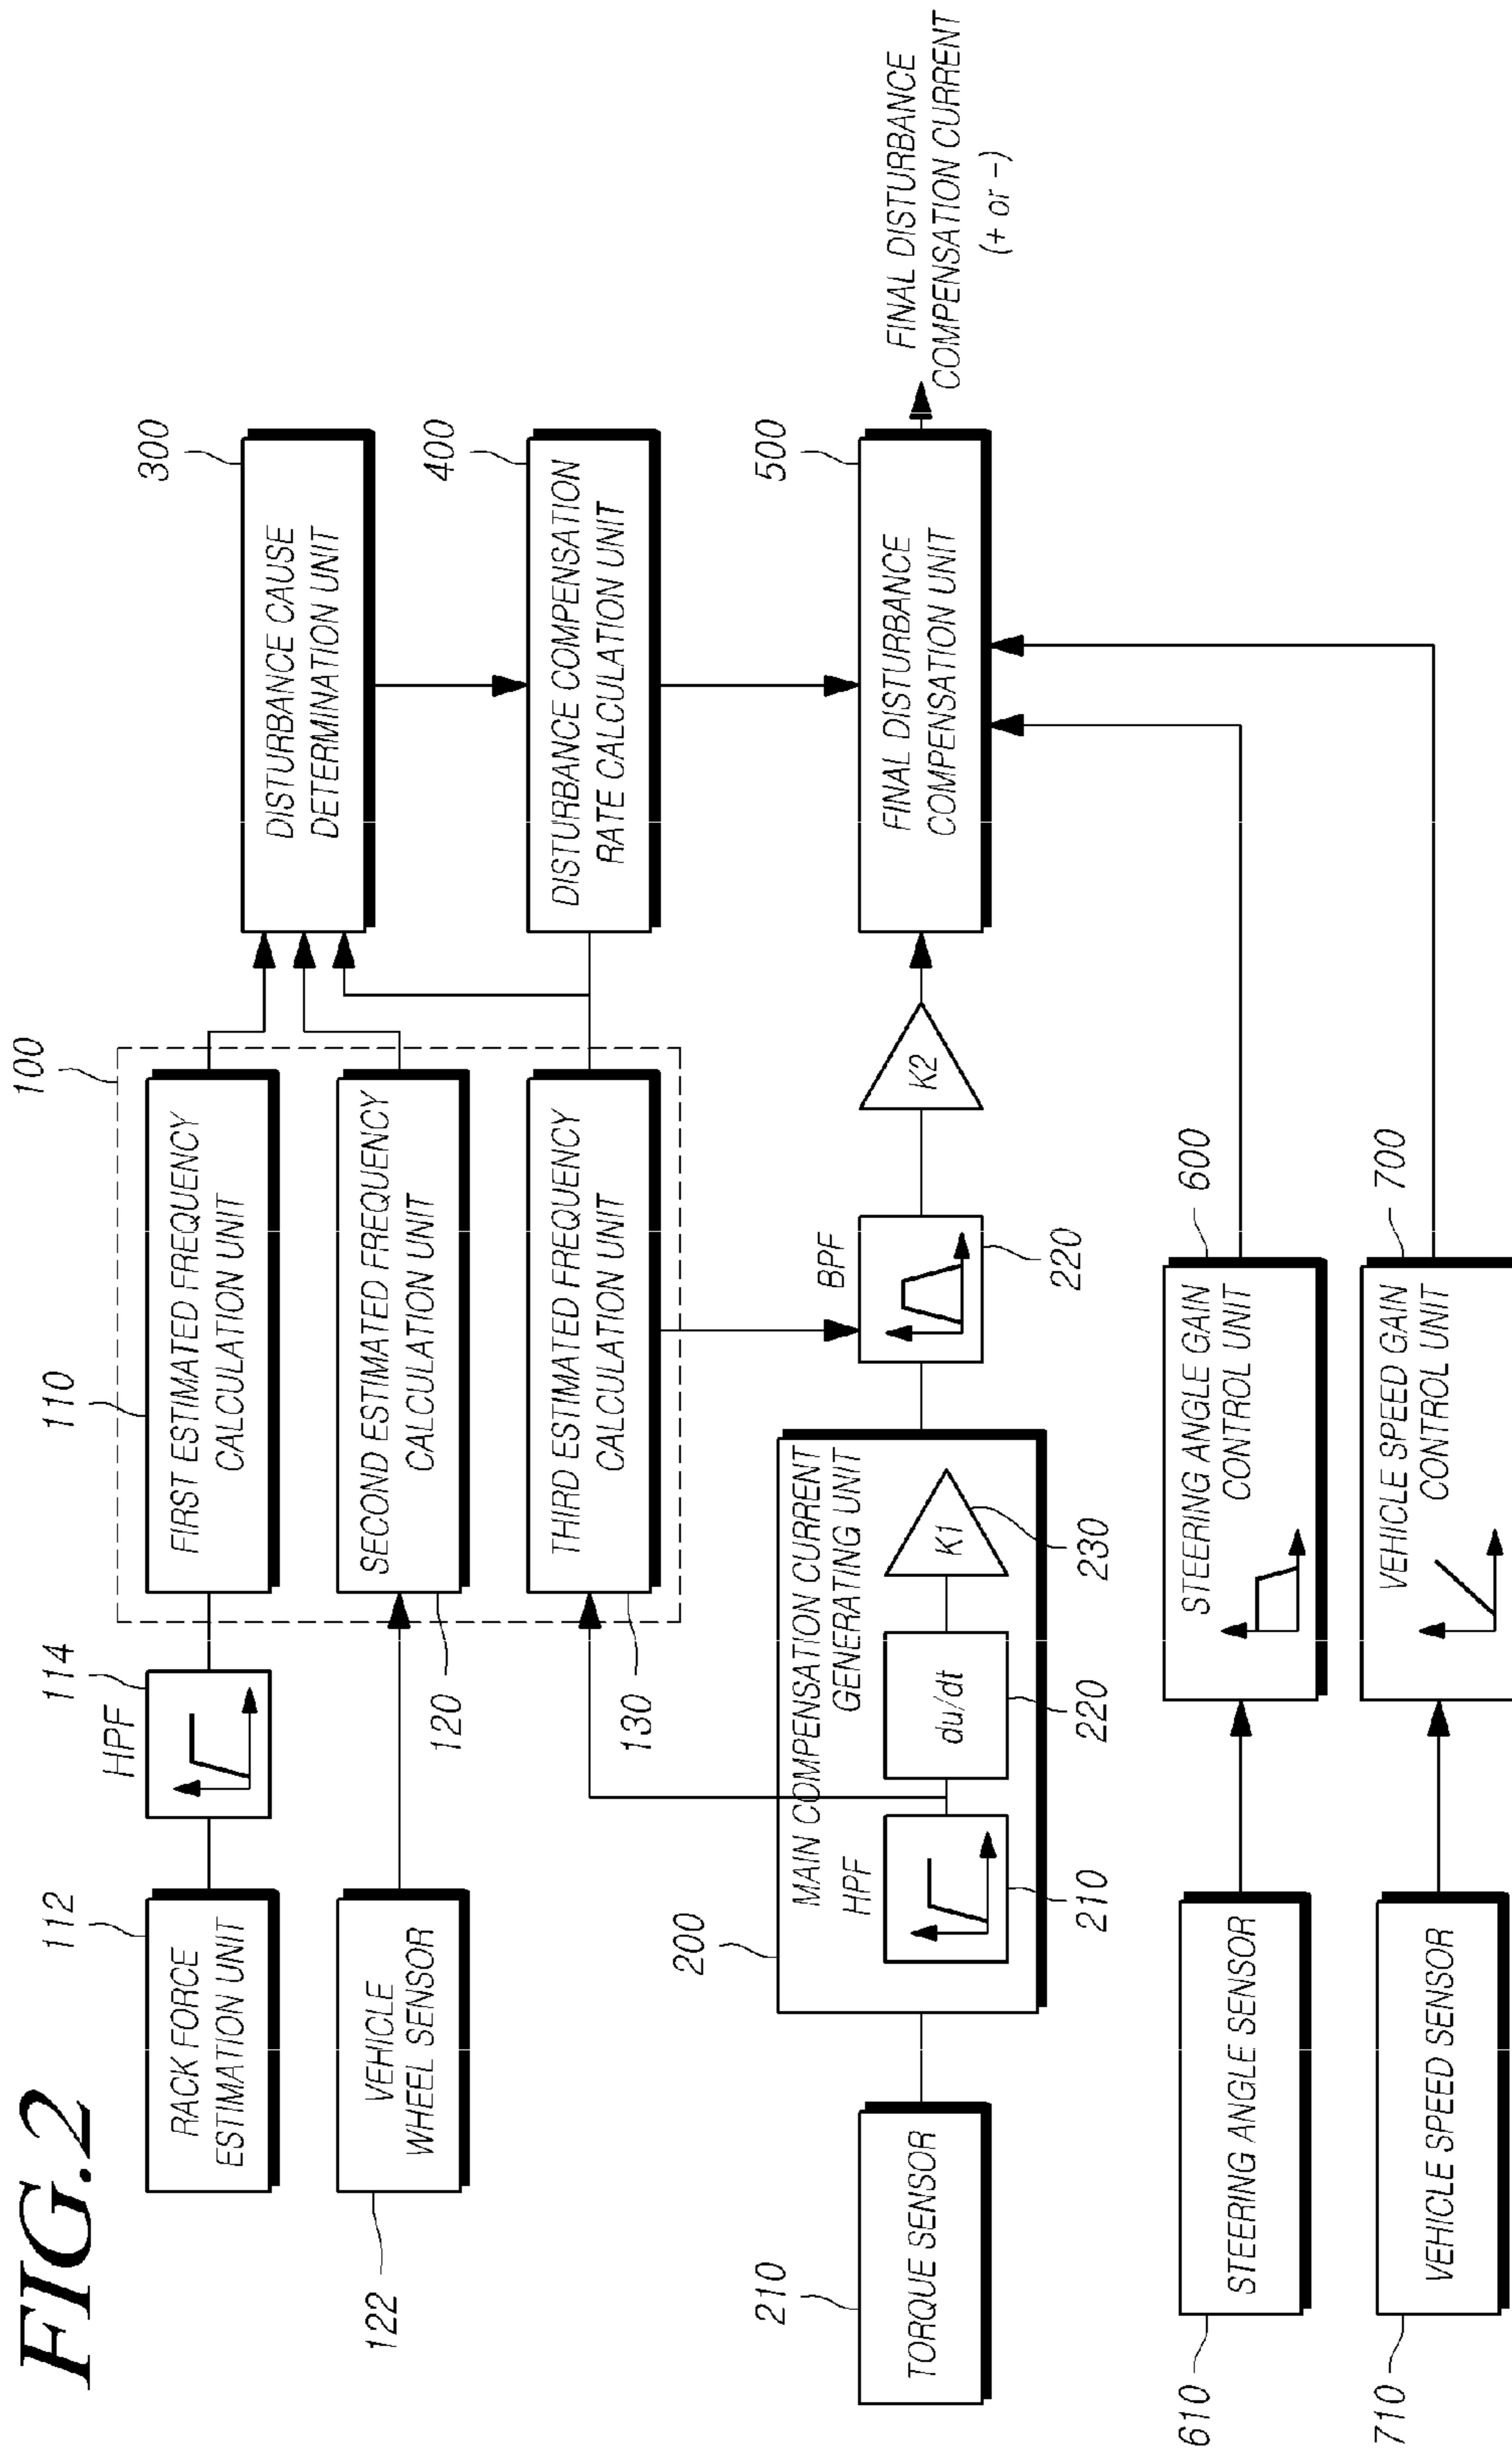 FIG.2
112
RACK FORCE
ESTIMATION UNIT
114
HPF
100
110
FIRST ESTIMATED FREQUENCY
CALCULATION UNIT
300
DISTURBANCE CAUSE
DETERMINATION UNIT
122
VEHICLE
WHEEL SENSOR
120
SECOND ESTIMATED FREQUENCY
CALCULATION UNIT
130
THIRD ESTIMATED FREQUENCY
CALCULATION UNIT
400
DISTURBANCE COMPENSATION
RATE CALCULATION UNIT
210
TORQUE SENSOR
200
MAIN COMPENSATION CURRENT
GENERATING UNIT
HPF
210
du/dt
220
K1
230
BPF
220
K2
500
FINAL DISTURBANCE
COMPENSATION UNIT
FINAL DISTURBANCE
COMPENSATION CURRENT
(+ or −)
610
STEERING ANGLE SENSOR
600
STEERING ANGLE GAIN
CONTROL UNIT
710
VEHICLE SPEED SENSOR
700
VEHICLE SPEED GAIN
CONTROL UNIT